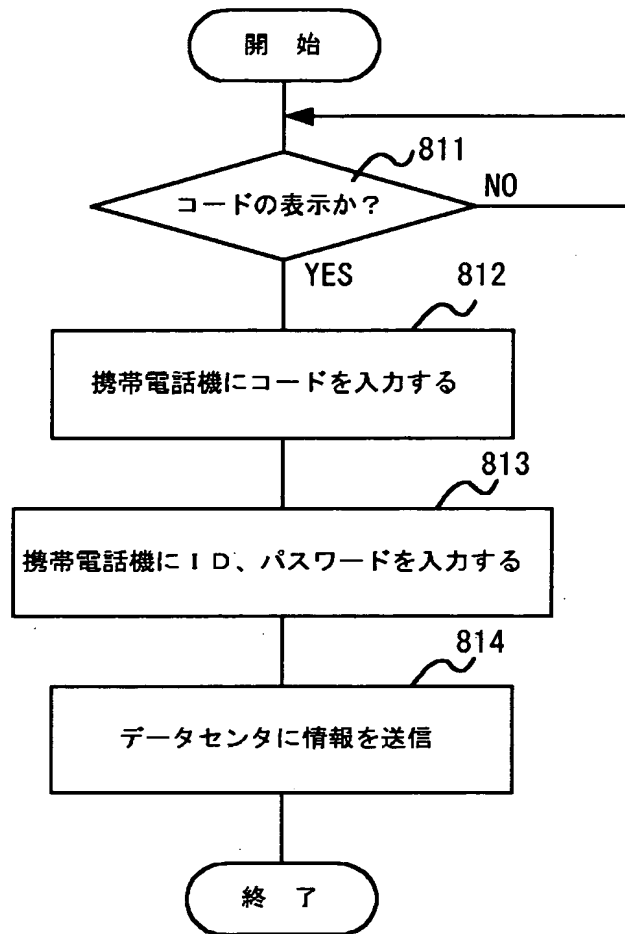 開 始
811
コードの表示か？
NO
YES
812
携帯電話機にコードを入力する
813
携帯電話機にＩＤ、パスワードを入力する
814
データセンタに情報を送信
終 了